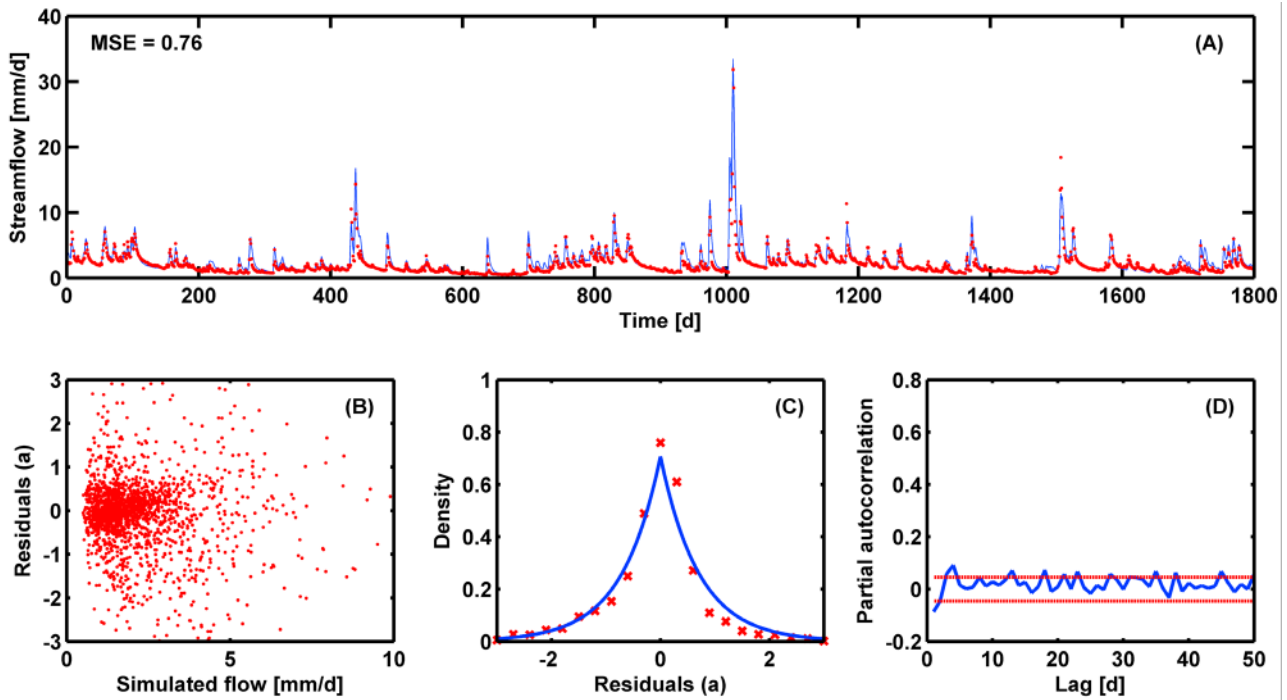 40
30
20
10
0
Streamflow [mm/d]
MSE = 0.76
(A)
0 200 400 600 800 1000 1200 1400 1600 1800
Time [d]
3
2
1
0
-1
-2
-3
Residuals (a)
(B)
0 5 10
Simulated flow [mm/d]
1
0.8
0.6
0.4
0.2
0
Density
(C)
-2 0 2
Residuals (a)
0.8
0.6
0.4
0.2
0
-0.2
Partial autocorrelation
(D)
0 10 20 30 40 50
Lag [d]